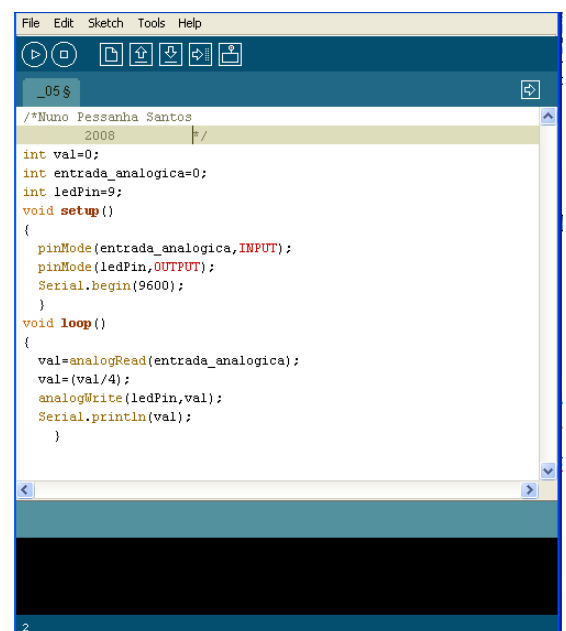 File Edit Sketch Tools Help
_05 §
/*Nuno Pessanha Santos
2008 */
int val=0;
int entrada_analogica=0;
int ledPin=9;
void setup()
{
pinMode(entrada_analogica,INPUT);
pinMode(ledPin,OUTPUT);
Serial.begin(9600);
}
void loop()
{
val=analogRead(entrada_analogica);
val=(val/4);
analogWrite(ledPin,val);
Serial.println(val);
}
2